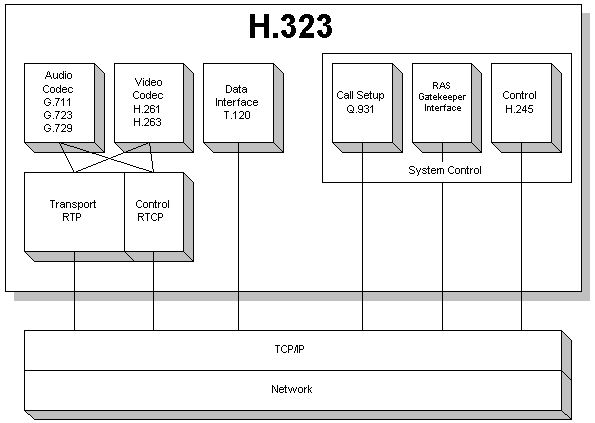 H.323
Audio
Codec
G.711
G.723
G.729
Video
Codec
H.261
H.263
Data
Interface
T.120
Call Setup
Q.931
RAS
Gatekeeper
Interface
Control
H.245
System Control
Transport
RTP
Control
RTCP
TCP/IP
Network